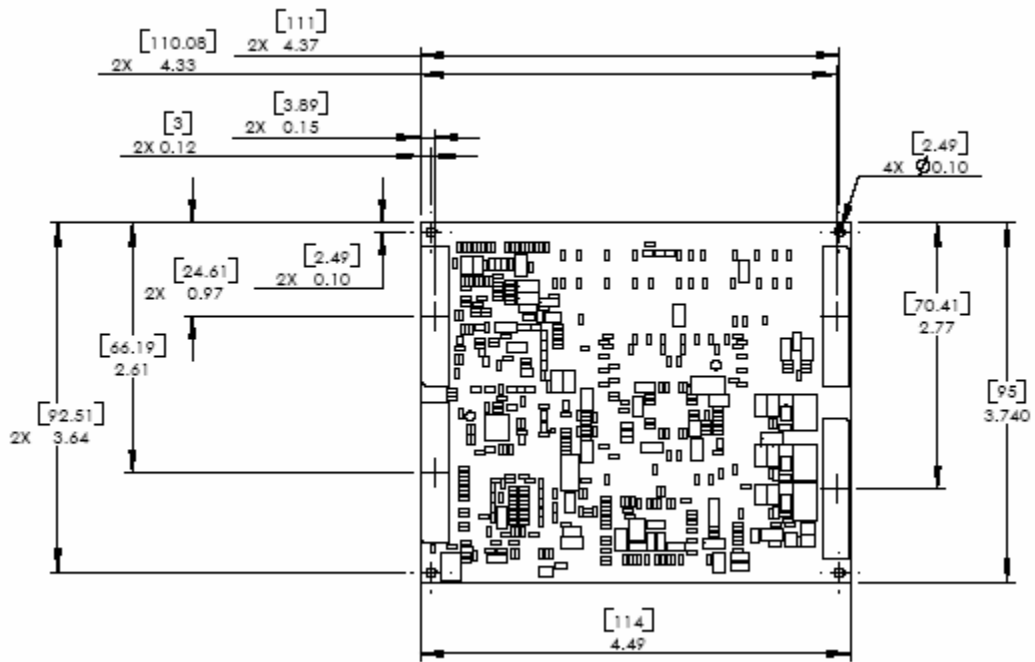 [111]
2X 4.37
[110.08]
2X 4.33
[3.89]
2X 0.15
[3]
2X 0.12
[2.49]
4X Ø0.10
[2.49]
2X 0.10
[24.61]
2X 0.97
[70.41]
2.77
[66.19]
2.61
[95]
3.740
[92.51]
2X 3.64
[114]
4.49